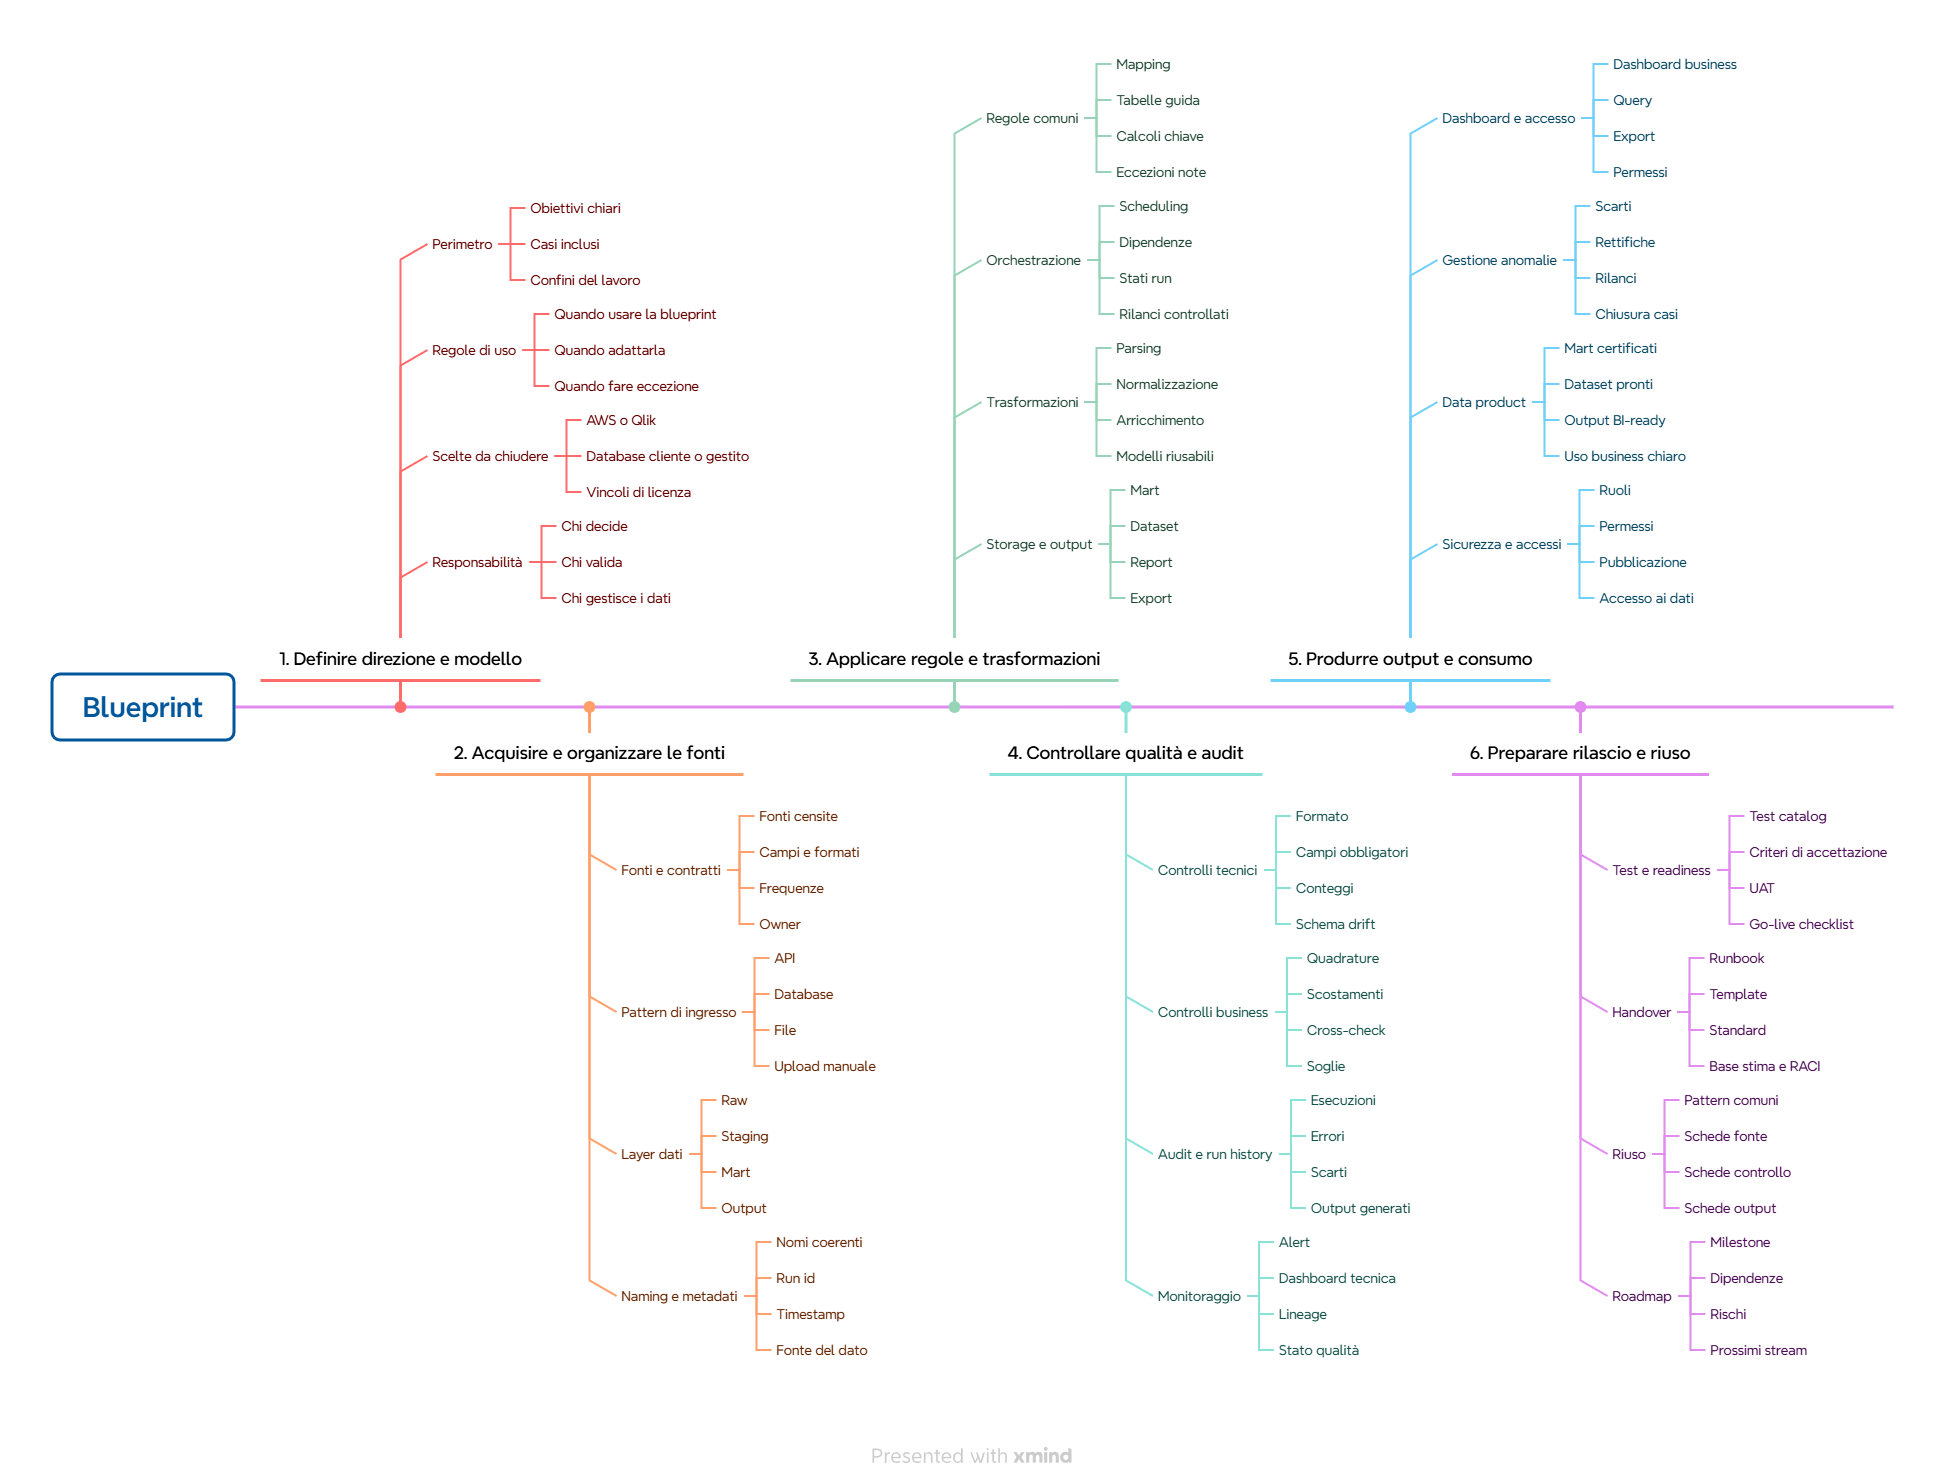 Blueprint
1. Definire direzione e modello
Perimetro
Obiettivi chiari
Casi inclusi
Confini del lavoro
Regole di uso
Quando usare la blueprint
Quando adattarla
Quando fare eccezione
Scelte da chiudere
AWS o Qlik
Database cliente o gestito
Vincoli di licenza
Responsabilità
Chi decide
Chi valida
Chi gestisce i dati
2. Acquisire e organizzare le fonti
Fonti e contratti
Fonti censite
Campi e formati
Frequenze
Owner
Pattern di ingresso
API
Database
File
Upload manuale
Layer dati
Raw
Staging
Mart
Output
Naming e metadati
Nomi coerenti
Run id
Timestamp
Fonte del dato
3. Applicare regole e trasformazioni
Regole comuni
Mapping
Tabelle guida
Calcoli chiave
Eccezioni note
Orchestrazione
Scheduling
Dipendenze
Stati run
Rilanci controllati
Trasformazioni
Parsing
Normalizzazione
Arricchimento
Modelli riusabili
Storage e output
Mart
Dataset
Report
Export
4. Controllare qualità e audit
Controlli tecnici
Formato
Campi obbligatori
Conteggi
Schema drift
Controlli business
Quadrature
Scostamenti
Cross-check
Soglie
Audit e run history
Esecuzioni
Errori
Scarti
Output generati
Monitoraggio
Alert
Dashboard tecnica
Lineage
Stato qualità
5. Produrre output e consumo
Dashboard e accesso
Dashboard business
Query
Export
Permessi
Gestione anomalie
Scarti
Rettifiche
Rilanci
Chiusura casi
Data product
Mart certificati
Dataset pronti
Output BI-ready
Uso business chiaro
Sicurezza e accessi
Ruoli
Permessi
Pubblicazione
Accesso ai dati
6. Preparare rilascio e riuso
Test e readiness
Test catalog
Criteri di accettazione
UAT
Go-live checklist
Handover
Runbook
Template
Standard
Base stima e RACI
Riuso
Pattern comuni
Schede fonte
Schede controllo
Schede output
Roadmap
Milestone
Dipendenze
Rischi
Prossimi stream
Presented with xmind